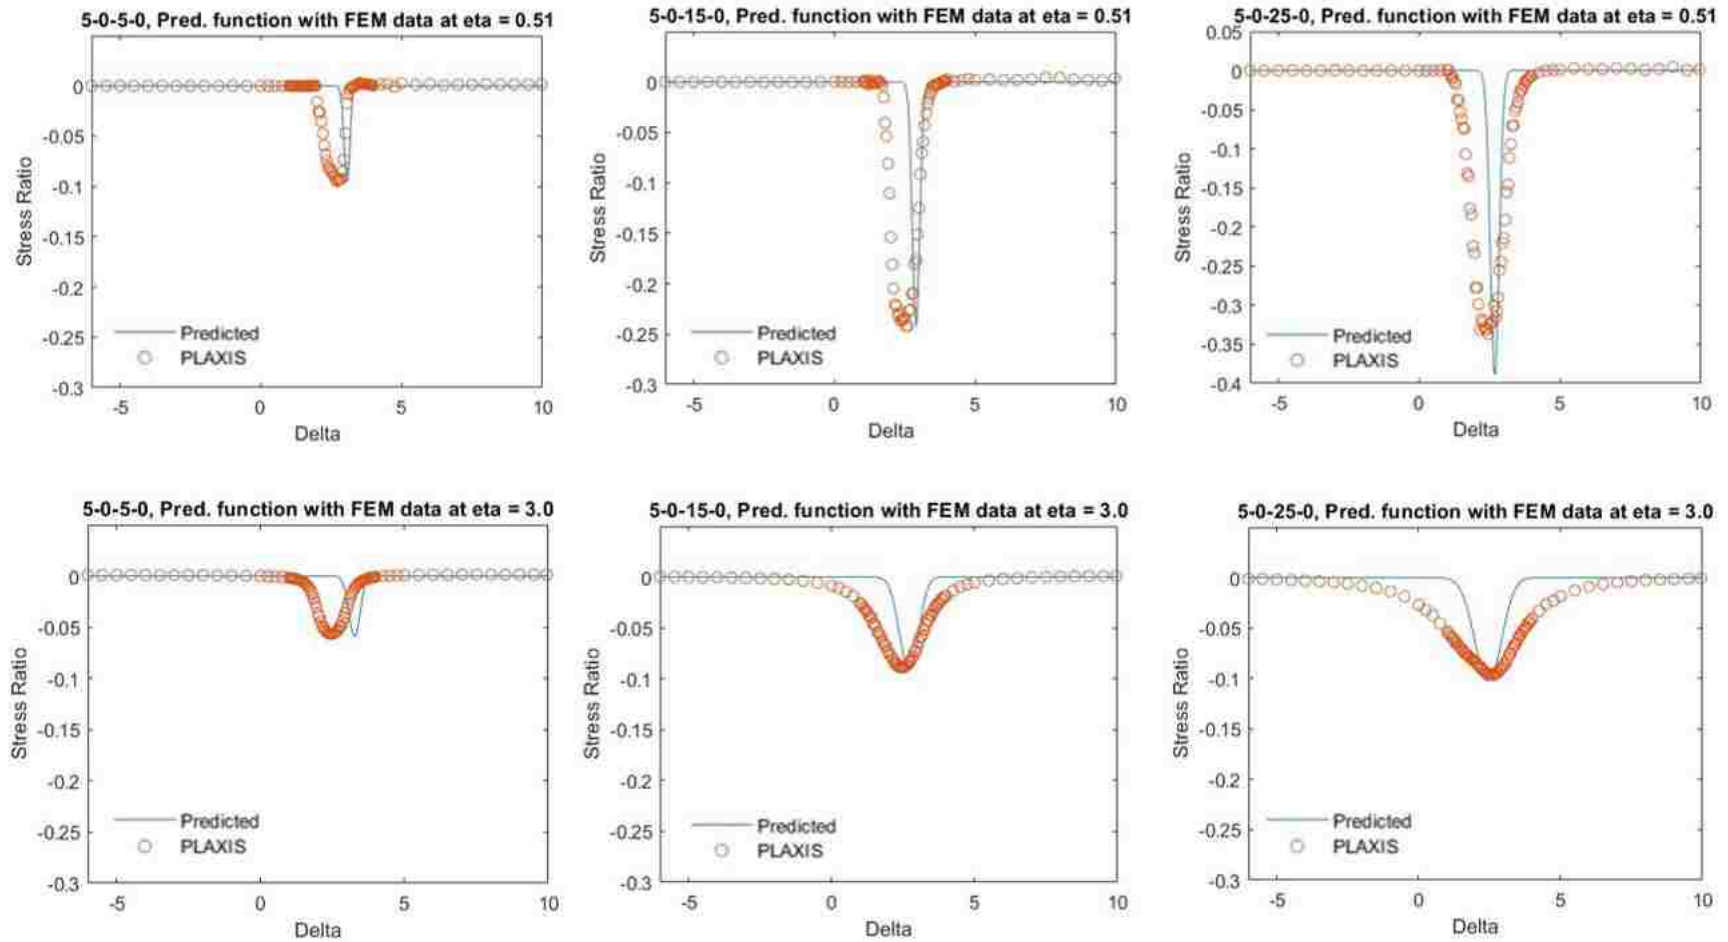 5-0-5-0, Pred. function with FEM data at eta = 0.51
0
-0.05
-0.1
-0.15
-0.2
-0.25
-0.3
Stress Ratio
Predicted
PLAXIS
-5
0
5
10
Delta
5-0-15-0, Pred. function with FEM data at eta = 0.51
0
-0.05
-0.1
-0.15
-0.2
-0.25
-0.3
Stress Ratio
Predicted
PLAXIS
-5
0
5
10
Delta
5-0-25-0, Pred. function with FEM data at eta = 0.51
0.05
0
-0.05
-0.1
-0.15
-0.2
-0.25
-0.3
-0.35
-0.4
Stress Ratio
Predicted
PLAXIS
-5
0
5
10
Delta
5-0-5-0, Pred. function with FEM data at eta = 3.0
0
-0.05
-0.1
-0.15
-0.2
-0.25
-0.3
Stress Ratio
Predicted
PLAXIS
-5
0
5
10
Delta
5-0-15-0, Pred. function with FEM data at eta = 3.0
0
-0.05
-0.1
-0.15
-0.2
-0.25
-0.3
Stress Ratio
Predicted
PLAXIS
-5
0
5
10
Delta
5-0-25-0, Pred. function with FEM data at eta = 3.0
0
-0.05
-0.1
-0.15
-0.2
-0.25
-0.3
Stress Ratio
Predicted
PLAXIS
-5
0
5
10
Delta